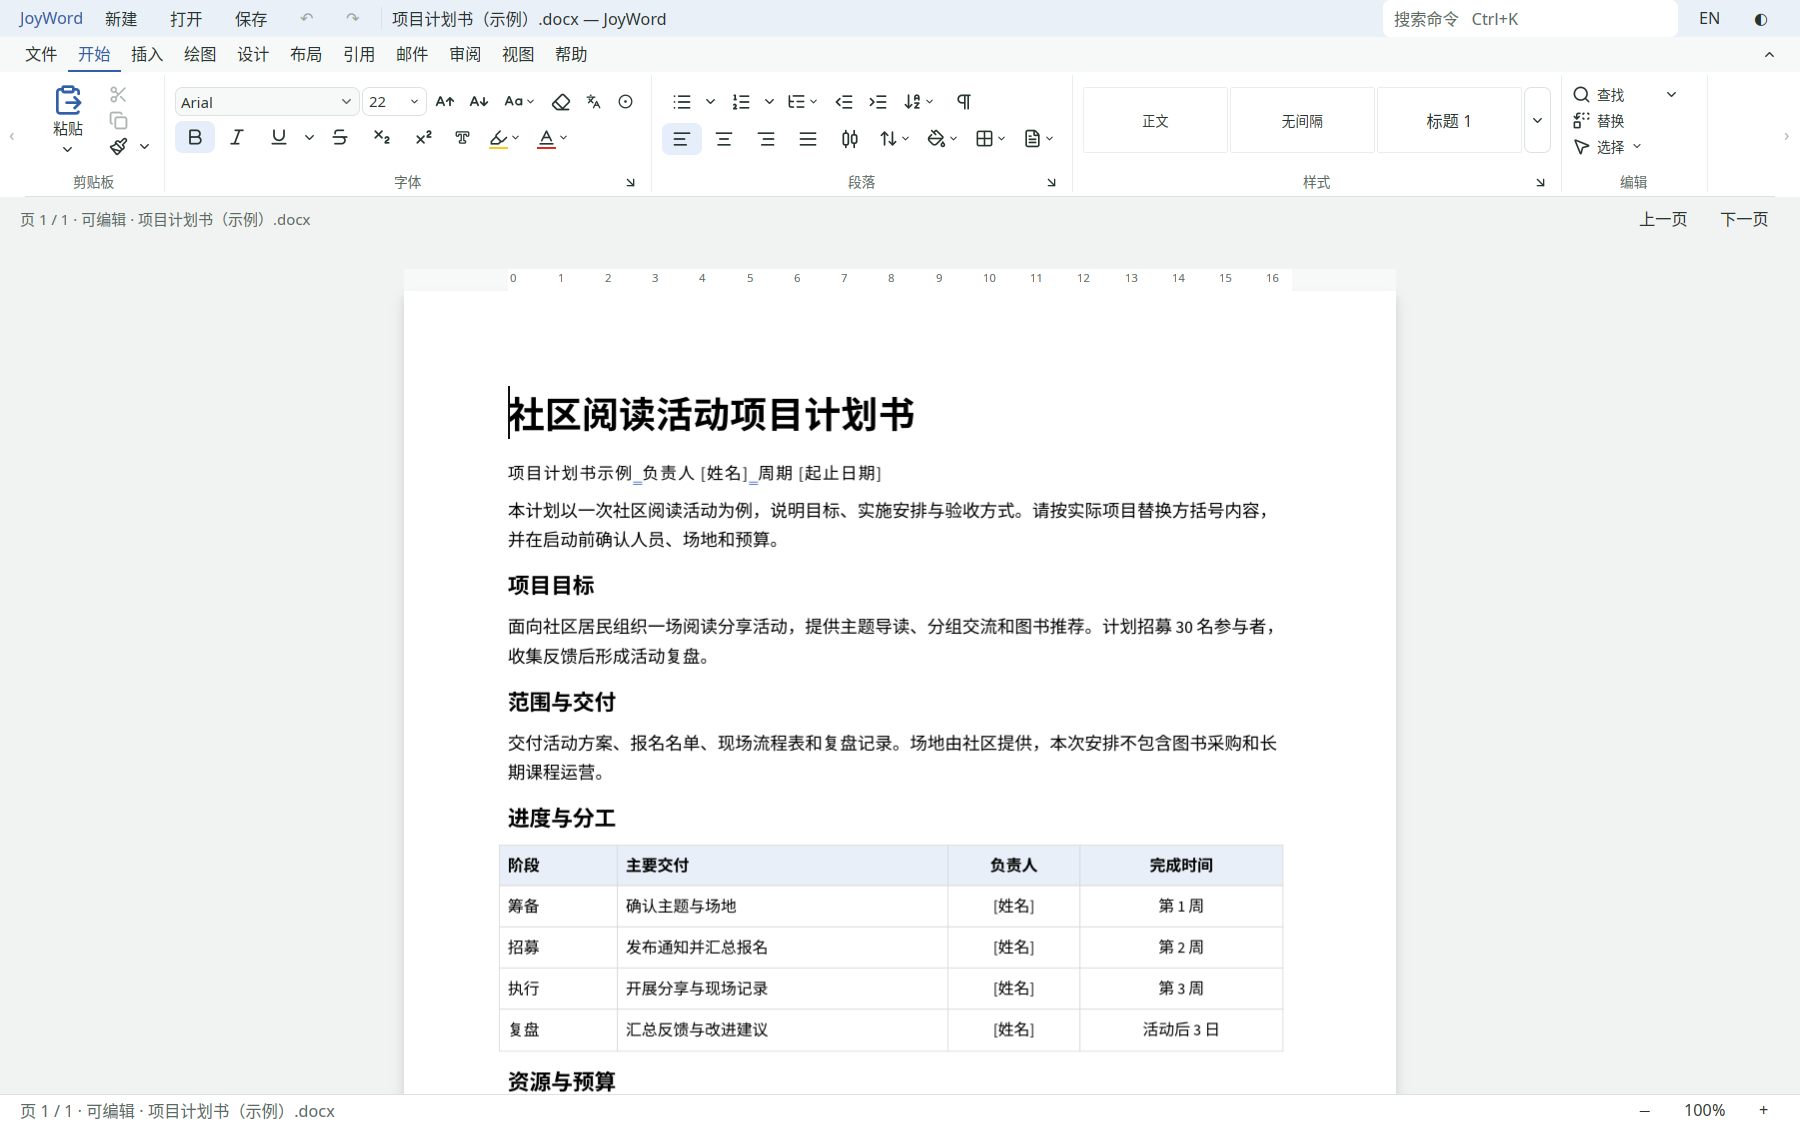 JoyWord 新建 打开 保存 项目计划书（示例）.docx — JoyWord 搜索命令 Ctrl+K EN
文件 开始 插入 绘图 设计 布局 引用 邮件 审阅 视图 帮助
粘贴
剪贴板
Arial 22
字体
段落
正文 无间隔 标题 1
样式
查找
替换
选择
编辑
页 1 / 1 · 可编辑 · 项目计划书（示例）.docx 上一页 下一页
0 1 2 3 4 5 6 7 8 9 10 11 12 13 14 15 16
社区阅读活动项目计划书
项目计划书示例 负责人 [姓名] 周期 [起止日期]
本计划以一次社区阅读活动为例，说明目标、实施安排与验收方式。请按实际项目替换方括号内容，
并在启动前确认人员、场地和预算。
项目目标
面向社区居民组织一场阅读分享活动，提供主题导读、分组交流和图书推荐。计划招募 30 名参与者，
收集反馈后形成活动复盘。
范围与交付
交付活动方案、报名名单、现场流程表和复盘记录。场地由社区提供，本次安排不包含图书采购和长
期课程运营。
进度与分工
阶段 主要交付 负责人 完成时间
筹备 确认主题与场地 [姓名] 第 1 周
招募 发布通知并汇总报名 [姓名] 第 2 周
执行 开展分享与现场记录 [姓名] 第 3 周
复盘 汇总反馈与改进建议 [姓名] 活动后 3 日
资源与预算
页 1 / 1 · 可编辑 · 项目计划书（示例）.docx — 100% +